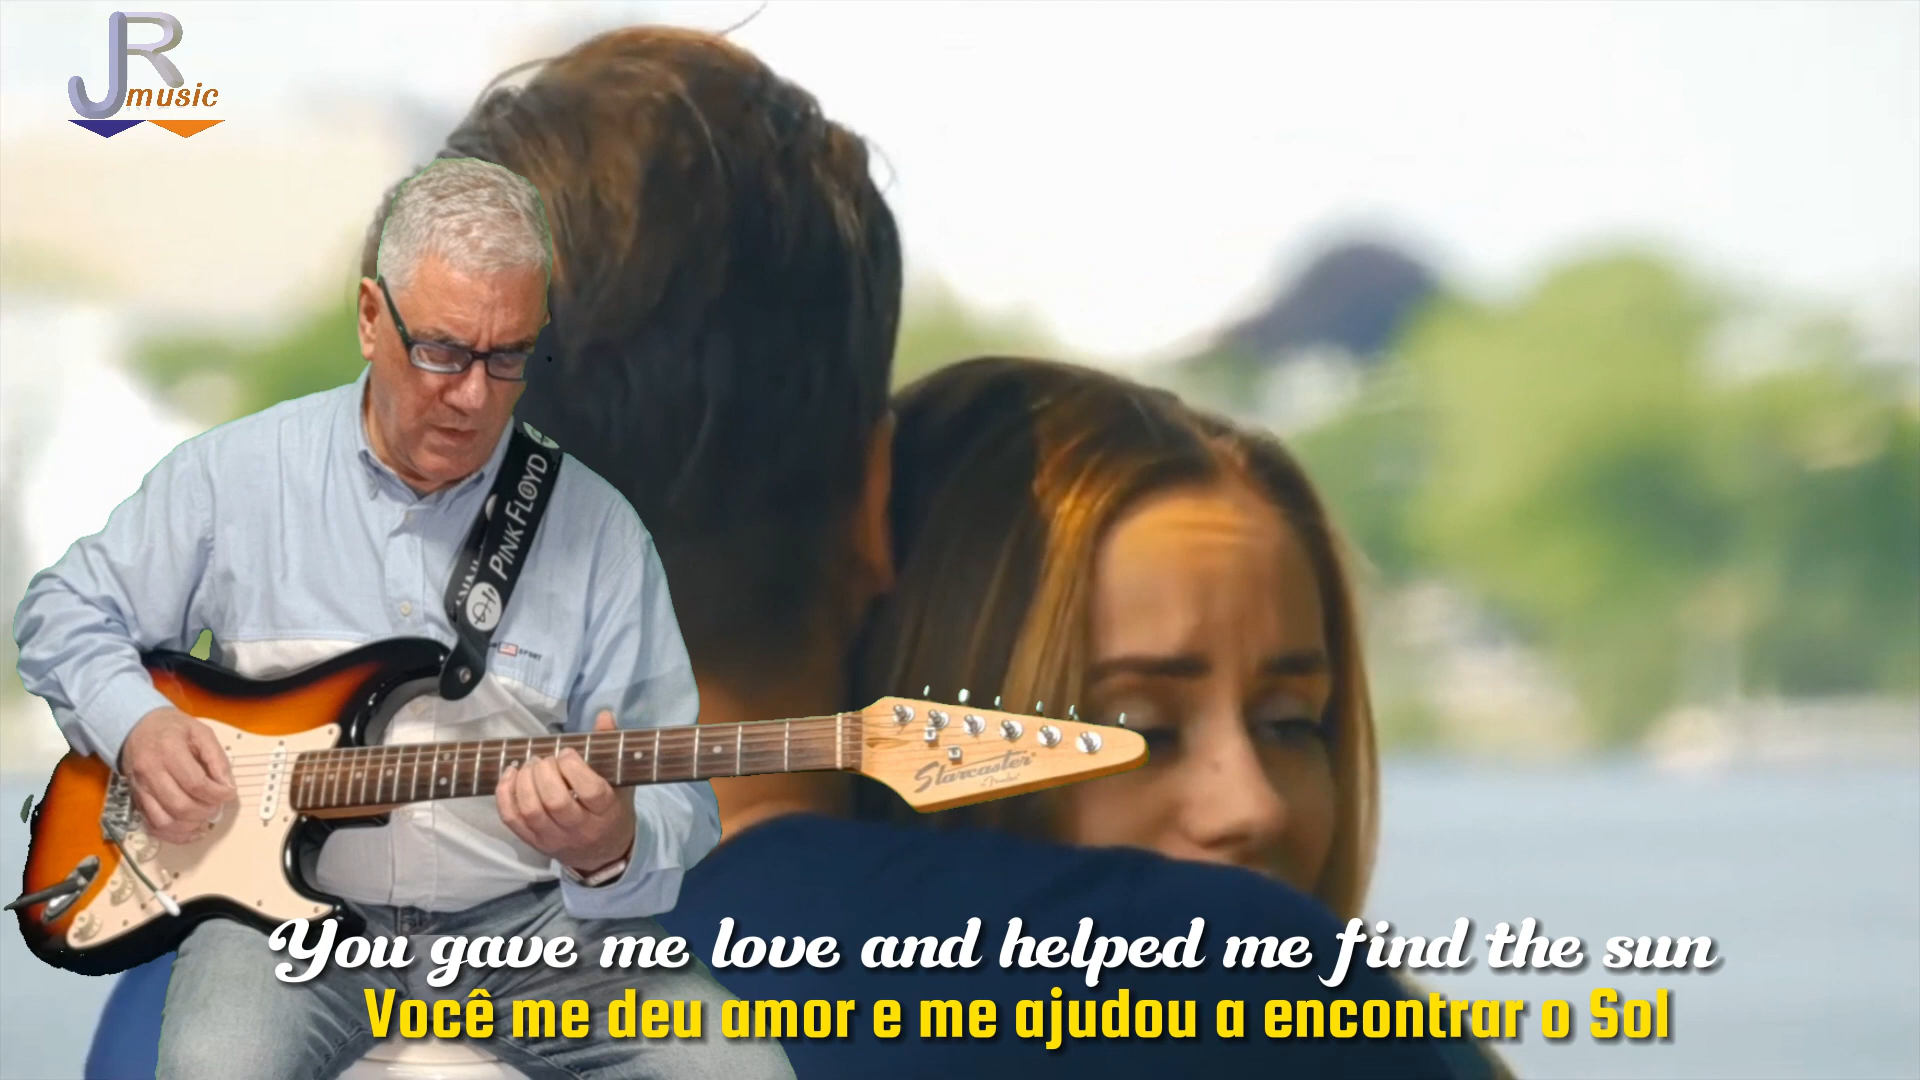 JR
music
PINK FLOYD
SPORT
Starcaster
You gave me love and helped me find the sun
Você me deu amor e me ajudou a encontrar o Sol